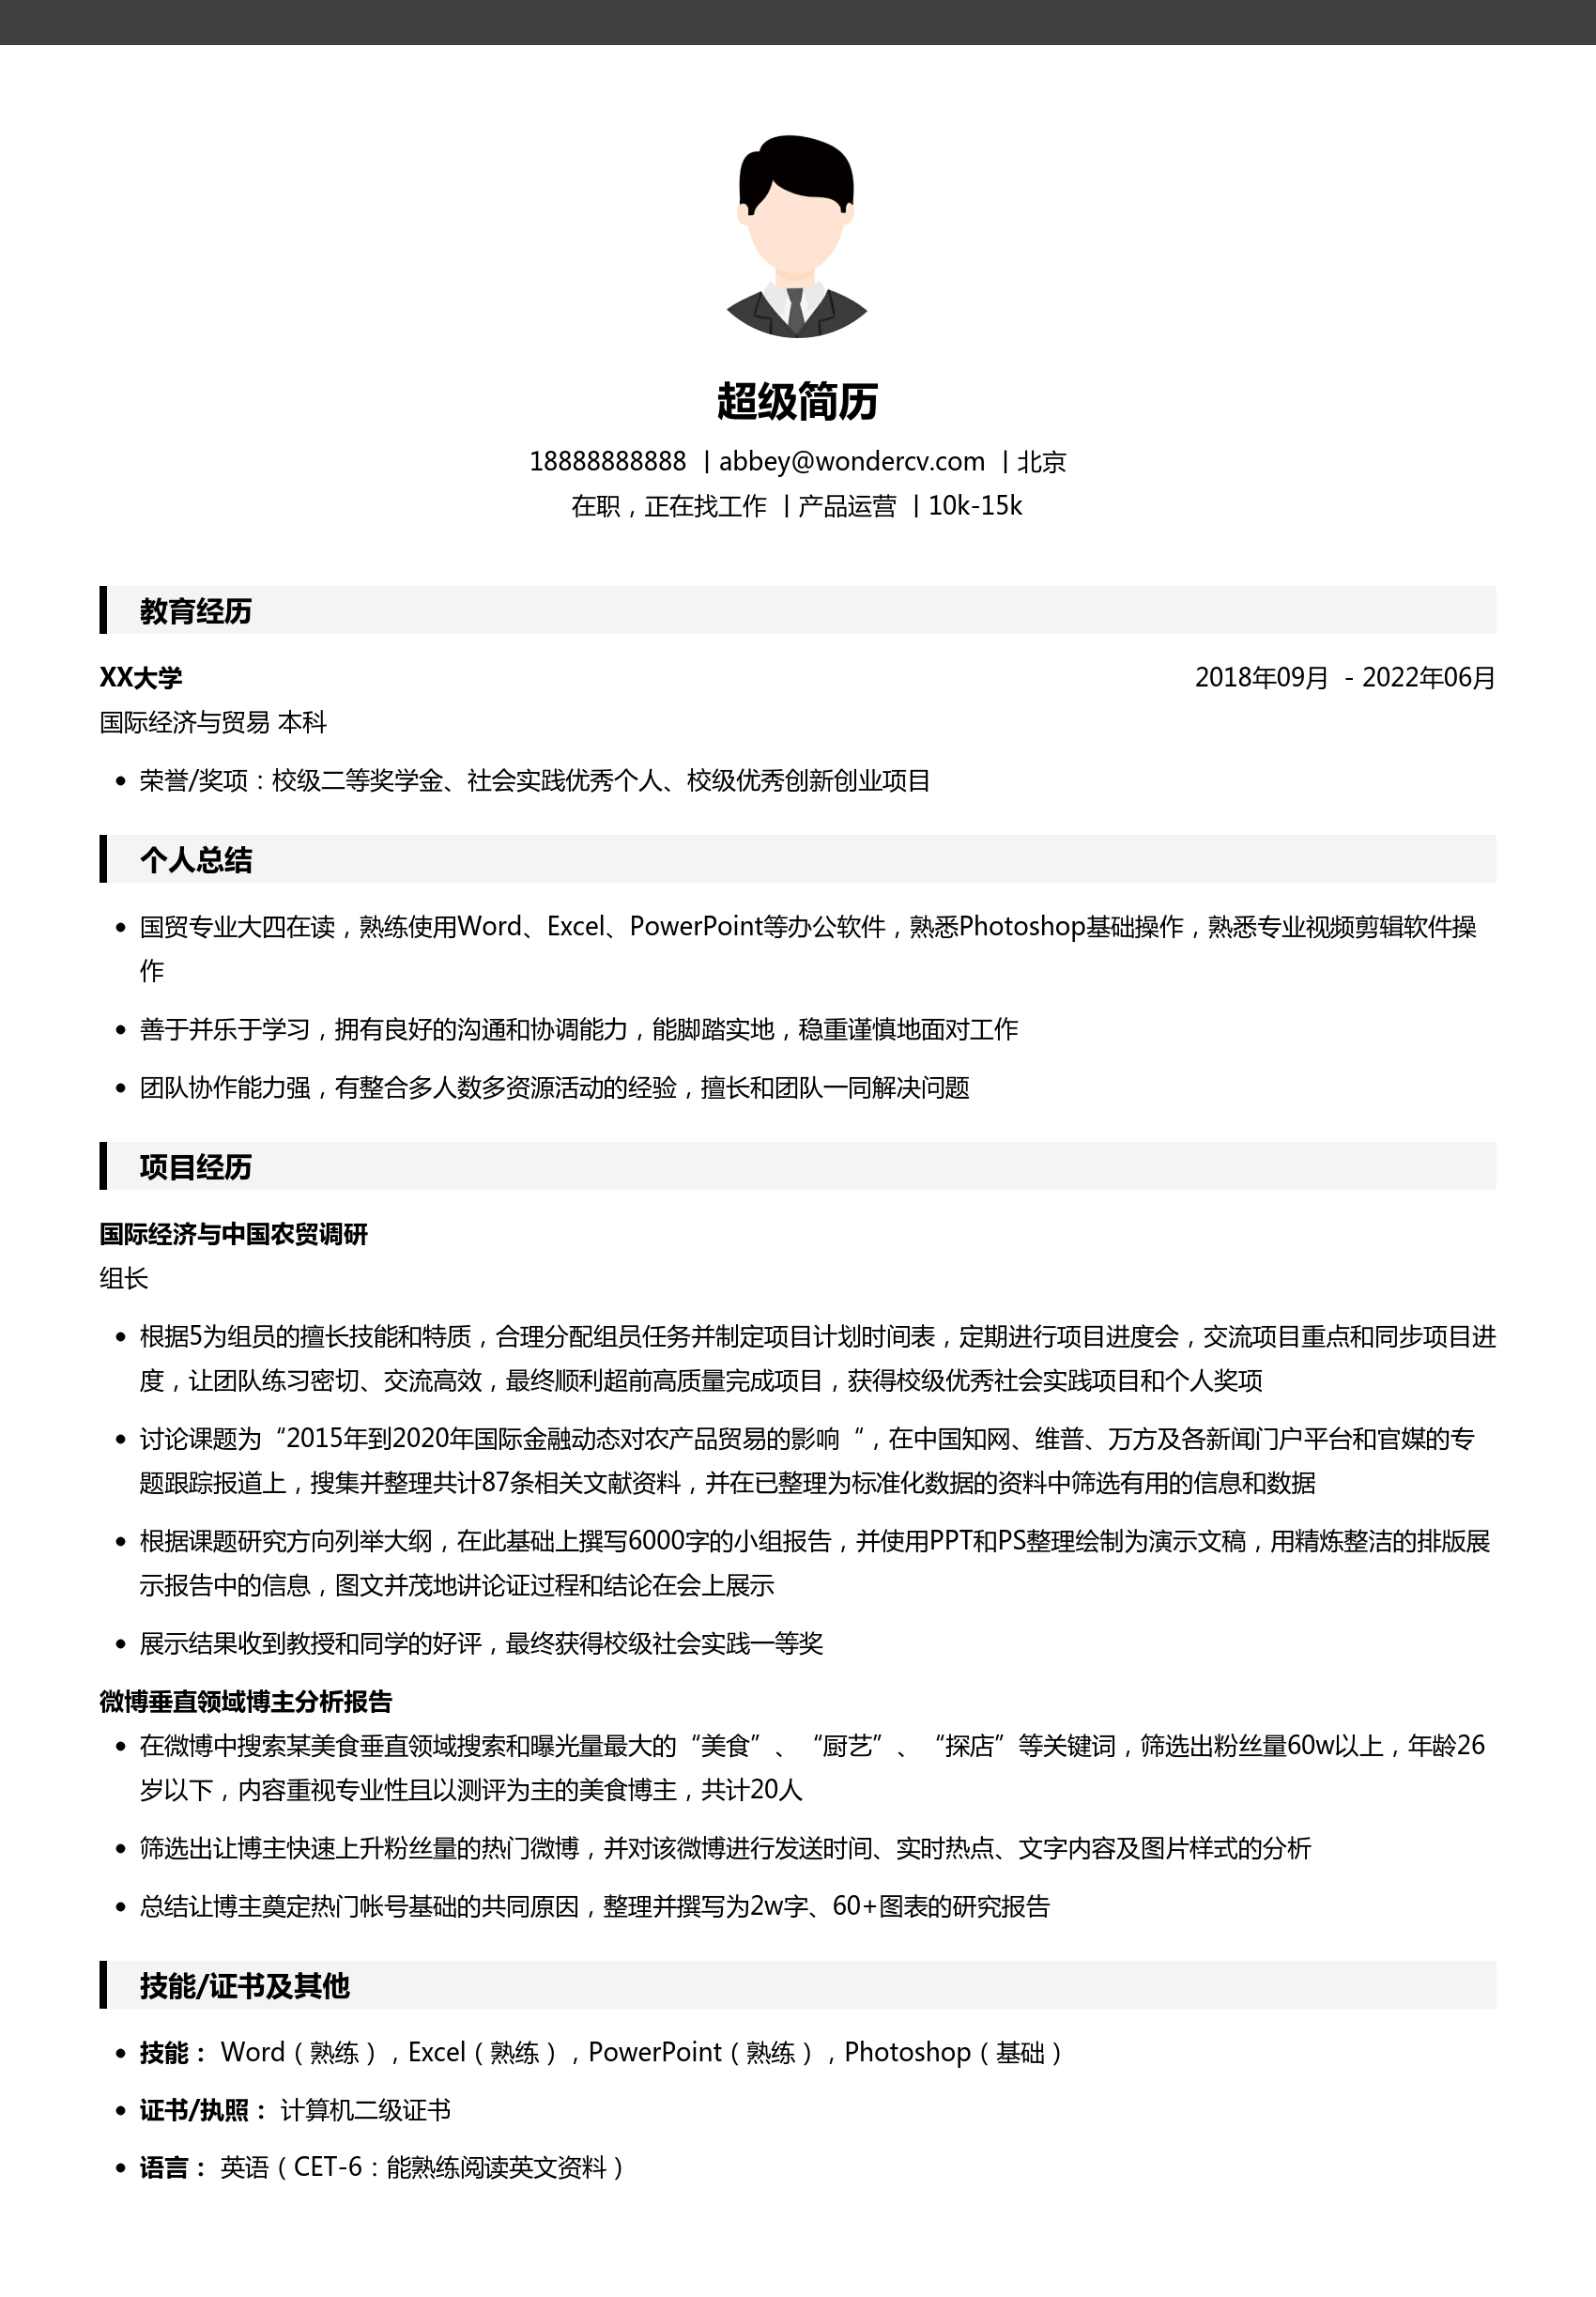 超级简历
18888888888 | abbey@wondercv.com | 北京
在职，正在找工作 | 产品运营 | 10k-15k
教育经历
XX大学 2018年09月 - 2022年06月
国际经济与贸易 本科
• 荣誉/奖项：校级二等奖学金、社会实践优秀个人、校级优秀创新创业项目
个人总结
• 国贸专业大四在读，熟练使用Word、Excel、PowerPoint等办公软件，熟悉Photoshop基础操作，熟悉专业视频剪辑软件操
作
• 善于并乐于学习，拥有良好的沟通和协调能力，能脚踏实地，稳重谨慎地面对工作
• 团队协作能力强，有整合多人数多资源活动的经验，擅长和团队一同解决问题
项目经历
国际经济与中国农贸调研
组长
• 根据5为组员的擅长技能和特质，合理分配组员任务并制定项目计划时间表，定期进行项目进度会，交流项目重点和同步项目进
度，让团队练习密切、交流高效，最终顺利超前高质量完成项目，获得校级优秀社会实践项目和个人奖项
• 讨论课题为“2015年到2020年国际金融动态对农产品贸易的影响“，在中国知网、维普、万方及各新闻门户平台和官媒的专
题跟踪报道上，搜集并整理共计87条相关文献资料，并在已整理为标准化数据的资料中筛选有用的信息和数据
• 根据课题研究方向列举大纲，在此基础上撰写6000字的小组报告，并使用PPT和PS整理绘制为演示文稿，用精炼整洁的排版展
示报告中的信息，图文并茂地讲论证过程和结论在会上展示
• 展示结果收到教授和同学的好评，最终获得校级社会实践一等奖
微博垂直领域博主分析报告
• 在微博中搜索某美食垂直领域搜索和曝光量最大的“美食”、“厨艺”、“探店”等关键词，筛选出粉丝量60w以上，年龄26
岁以下，内容重视专业性且以测评为主的美食博主，共计20人
• 筛选出让博主快速上升粉丝量的热门微博，并对该微博进行发送时间、实时热点、文字内容及图片样式的分析
• 总结让博主奠定热门帐号基础的共同原因，整理并撰写为2w字、60+图表的研究报告
技能/证书及其他
• 技能： Word（熟练），Excel（熟练），PowerPoint（熟练），Photoshop（基础）
• 证书/执照： 计算机二级证书
• 语言： 英语（CET-6：能熟练阅读英文资料）